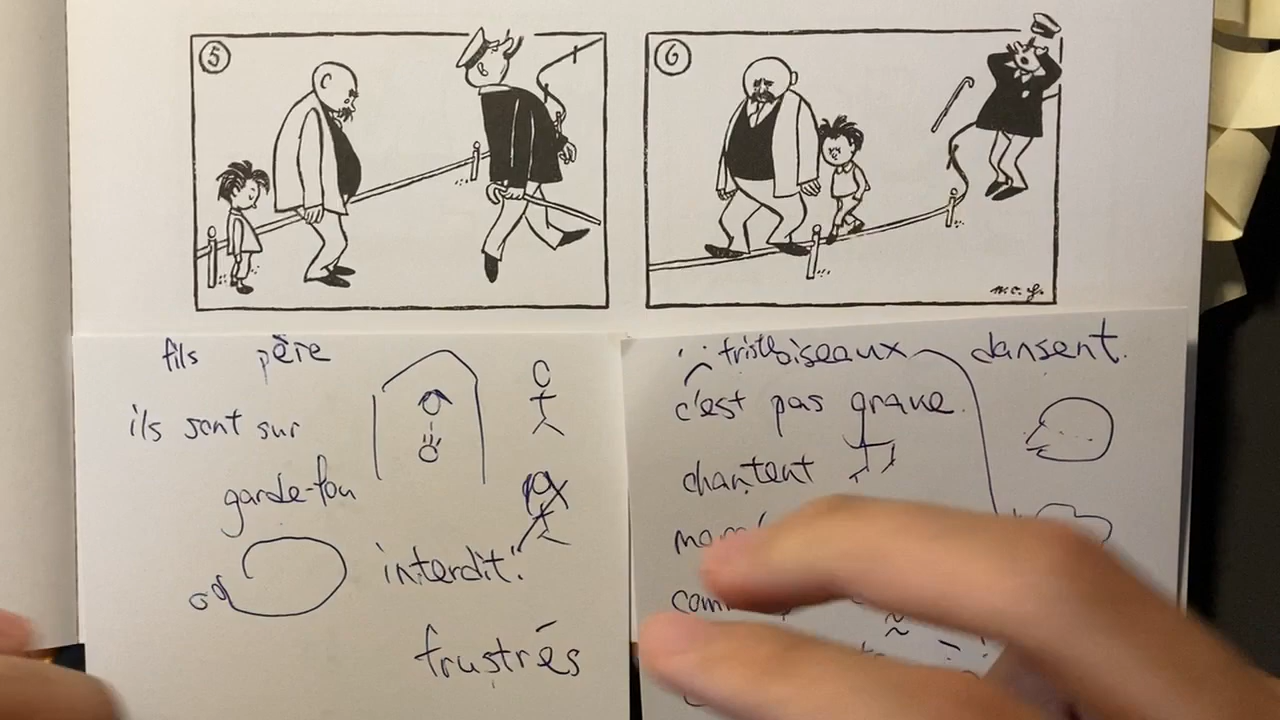 5
6
m.c.g.
fils père
ils sont sur
garde-fou
interdit!
frustrés
triste oiseaux dansent.
c'est pas grave.
chantent